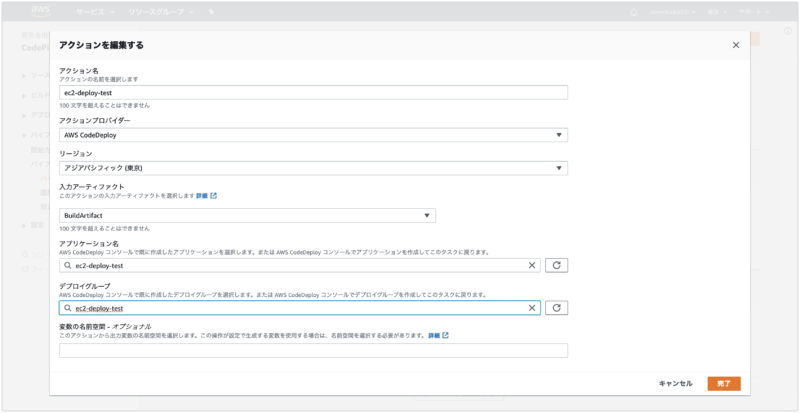 AWS
サービス
リソースグループ
サポート
アクションを編集する
アクション名
アクションの名前を選択します
ec2-deploy-test
100 文字を超えることはできません
アクションプロバイダー
AWS CodeDeploy
リージョン
アジアパシフィック (東京)
入力アーティファクト
このアクションの入力アーティファクトを選択します 詳細
BuildArtifact
100 文字を超えることはできません
アプリケーション名
AWS CodeDeploy コンソールで既に作成したアプリケーションを選択します。または AWS CodeDeploy コンソールでアプリケーションを作成してこのタスクに戻ります。
ec2-deploy-test
デプロイグループ
AWS CodeDeploy コンソールで既に作成したデプロイグループを選択します。または AWS CodeDeploy コンソールでデプロイグループを作成してこのタスクに戻ります。
ec2-deploy-test
変数の名前空間 - オプショナル
このアクションから出力変数の名前空間を選択します。この操作が設定で生成する変数を使用する場合は、名前空間を選択する必要があります。 詳細
キャンセル
完了